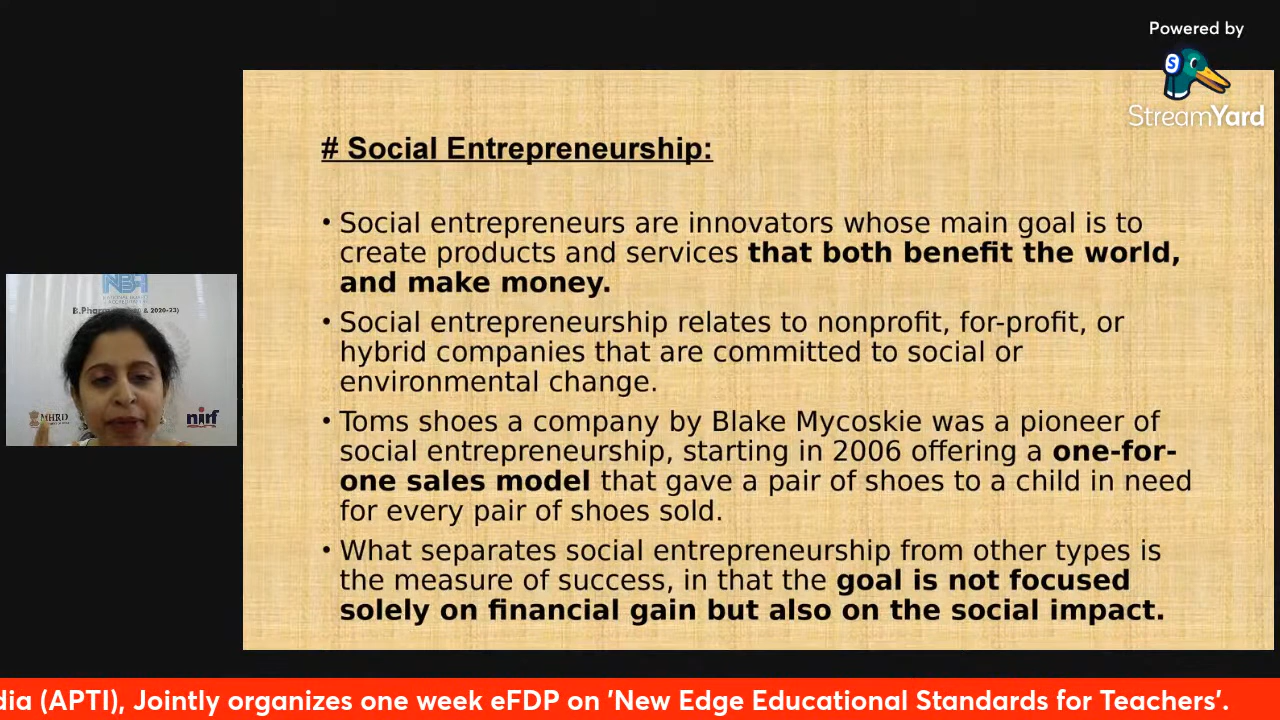 Powered by
StreamYard
# Social Entrepreneurship:
• Social entrepreneurs are innovators whose main goal is to
create products and services that both benefit the world,
and make money.
• Social entrepreneurship relates to nonprofit, for-profit, or
hybrid companies that are committed to social or
environmental change.
• Toms shoes a company by Blake Mycoskie was a pioneer of
social entrepreneurship, starting in 2006 offering a one-for-
one sales model that gave a pair of shoes to a child in need
for every pair of shoes sold.
• What separates social entrepreneurship from other types is
the measure of success, in that the goal is not focused
solely on financial gain but also on the social impact.
NBA
B.Pharm
& 2020-23)
MHRD
nirf
dia (APTI), Jointly organizes one week eFDP on 'New Edge Educational Standards for Teachers'.